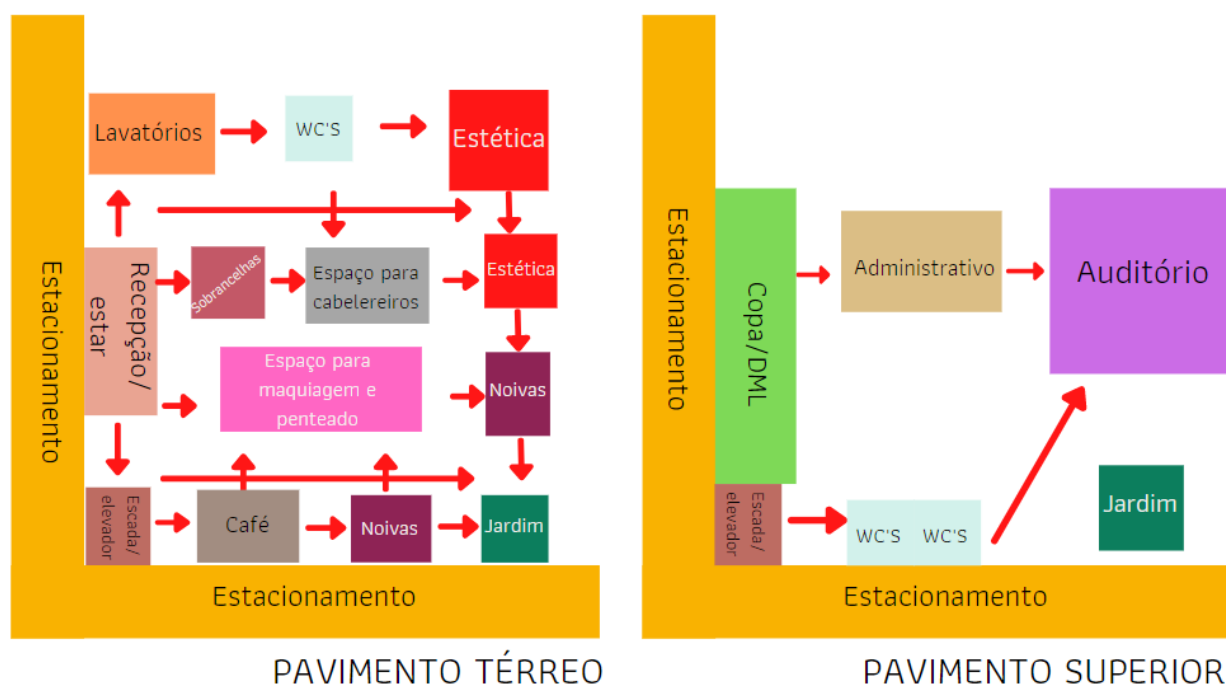 Estacionamento
Lavatórios
WC'S
Estética
Recepção/
estar
Sobrancelhas
Espaço para
cabelereiros
Estética
Espaço para
maquiagem e
penteado
Noivas
Escada/
elevador
Café
Noivas
Jardim
Estacionamento
PAVIMENTO TÉRREO
Estacionamento
Copa/DML
Administrativo
Auditório
Escada/
elevador
WC'S WC'S
Jardim
Estacionamento
PAVIMENTO SUPERIOR